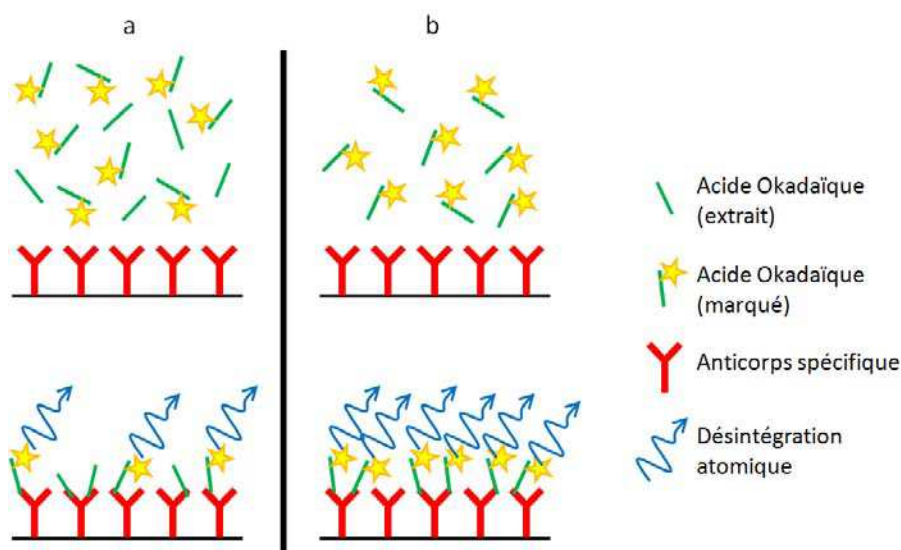 a
b
Acide Okadaïque
(extrait)
Acide Okadaïque
(marqué)
Anticorps spécifique
Désintégration
atomique